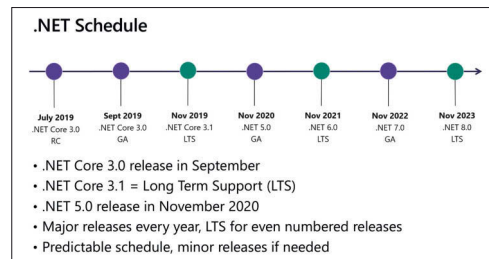 .NET Schedule
July 2019 Sept 2019 Nov 2019 Nov 2020 Nov 2021 Nov 2022 Nov 2023
.NET Core 3.0 .NET Core 3.0 .NET Core 3.1 .NET 5.0 .NET 6.0 .NET 7.0 .NET 8.0
RC GA LTS GA LTS GA LTS
• .NET Core 3.0 release in September
• .NET Core 3.1 = Long Term Support (LTS)
• .NET 5.0 release in November 2020
• Major releases every year, LTS for even numbered releases
• Predictable schedule, minor releases if needed